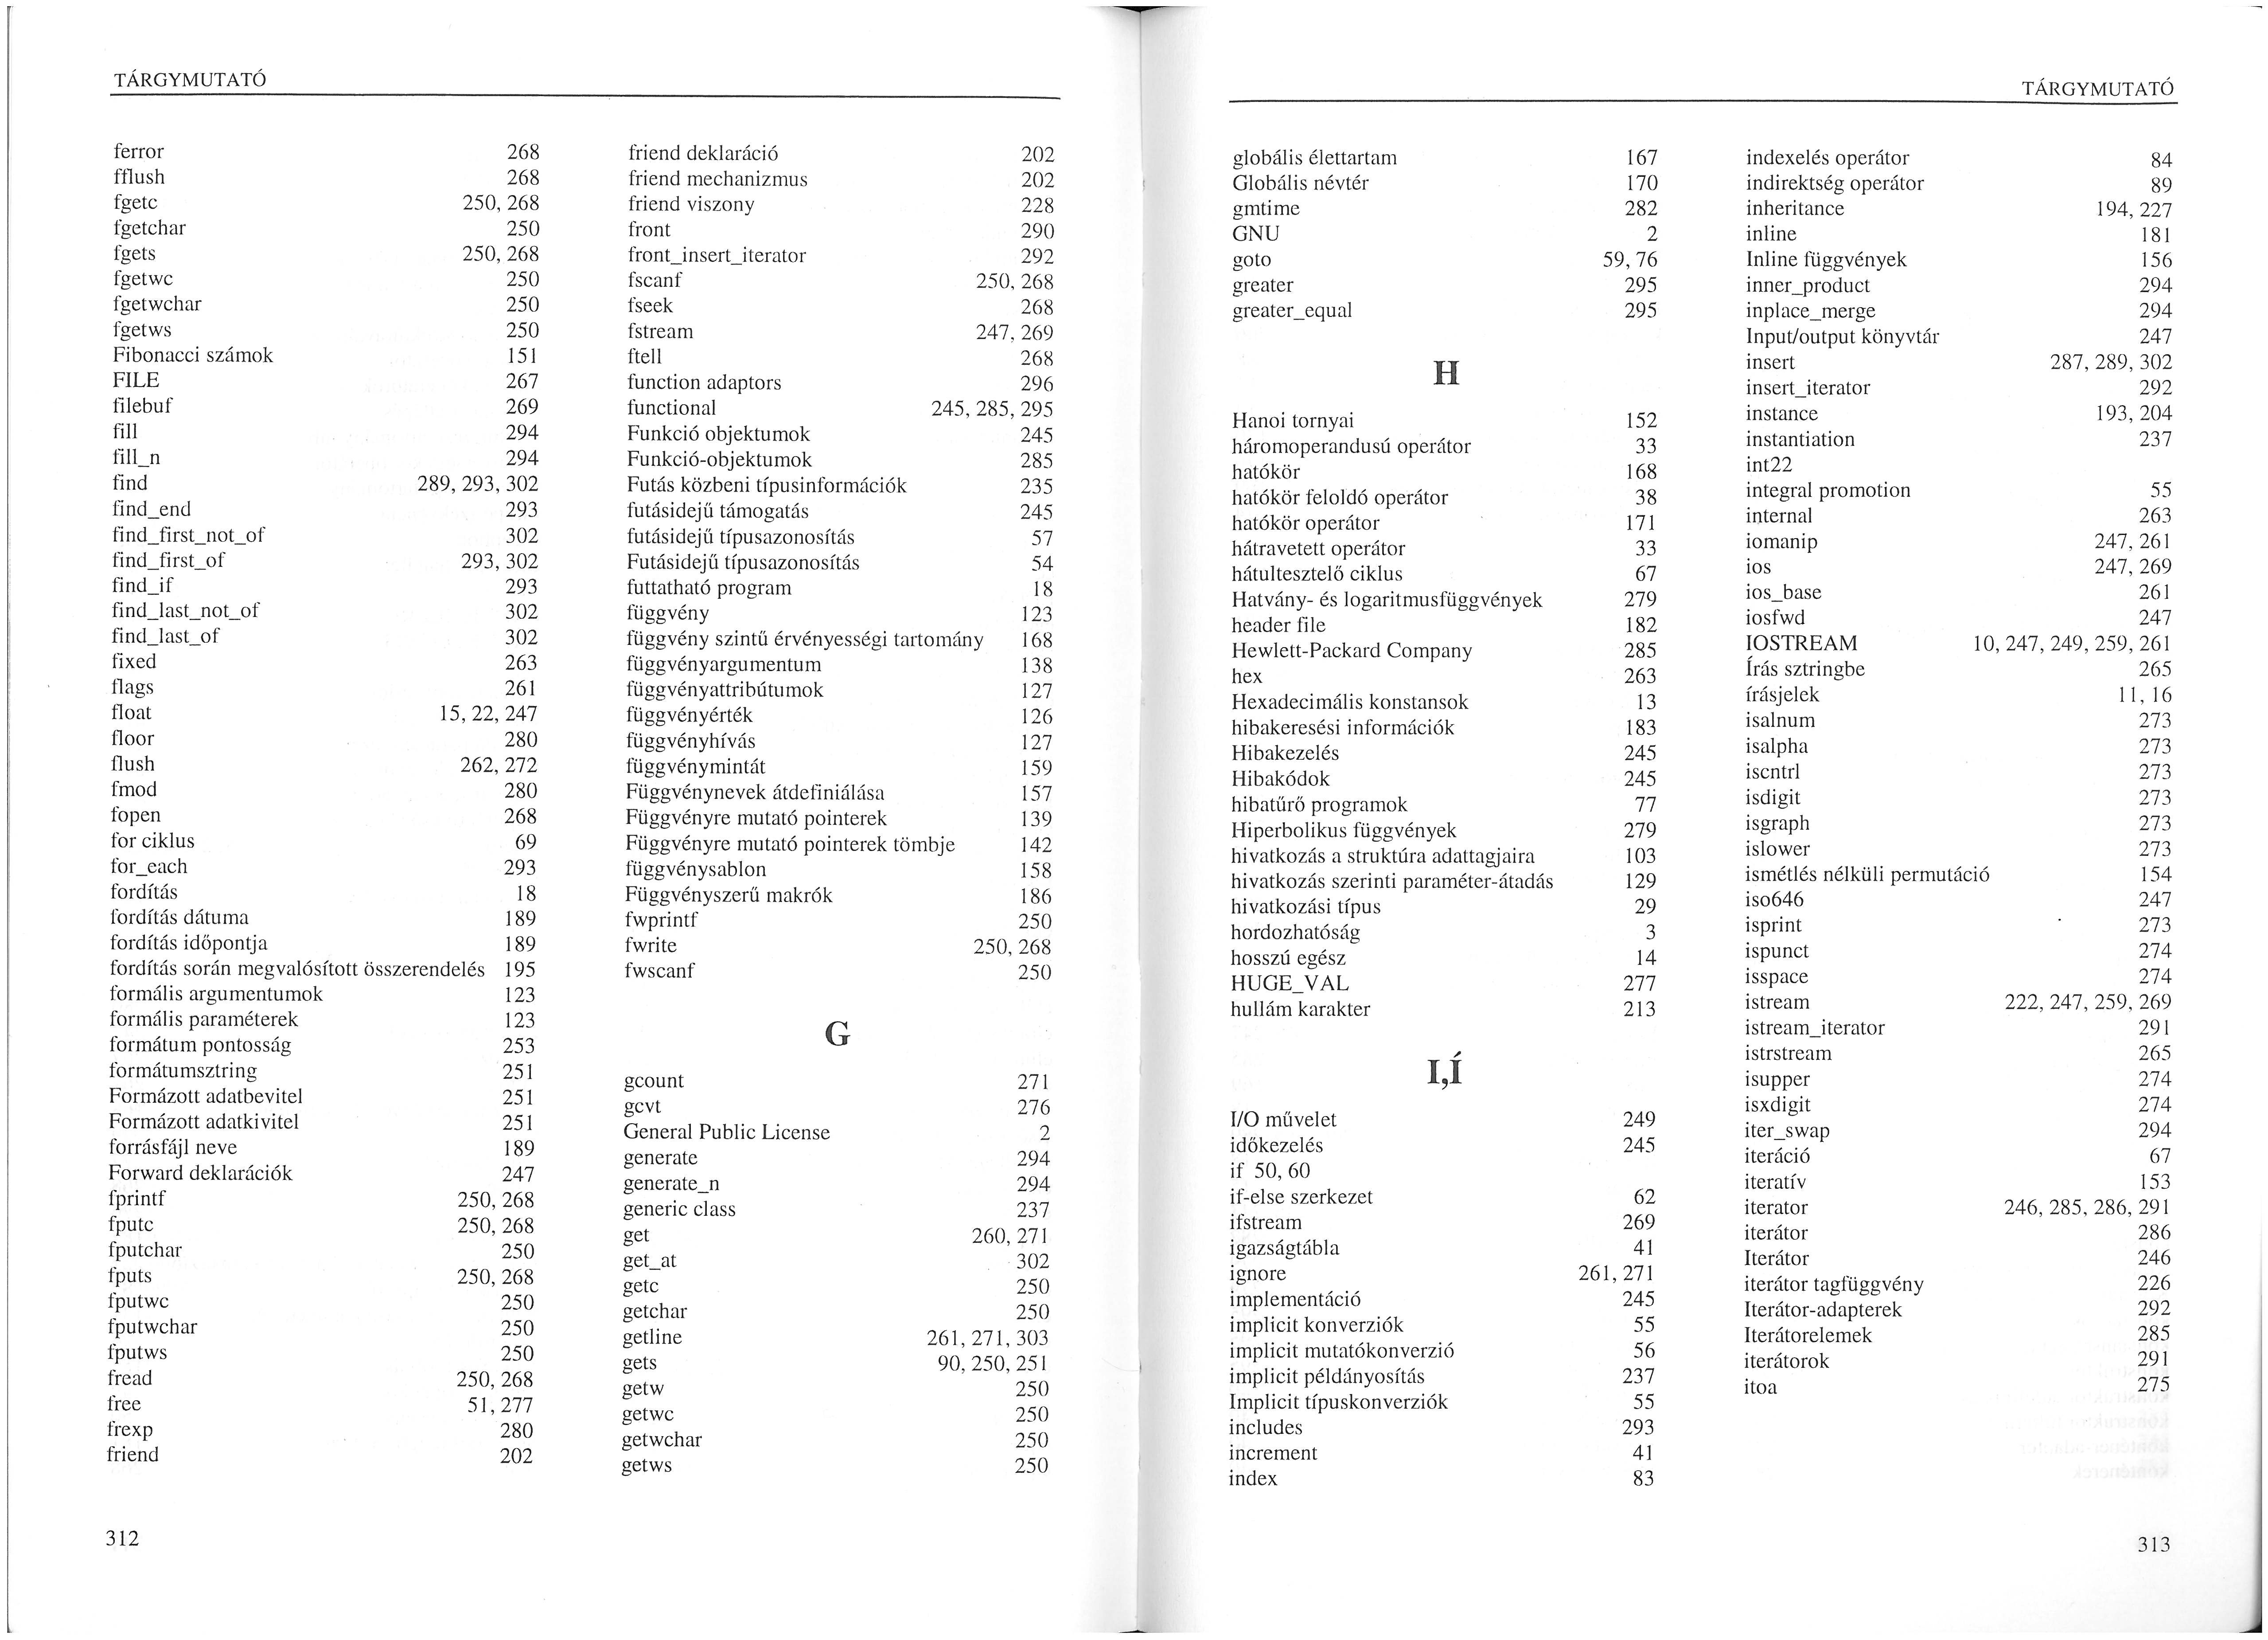 TÁRGYMUTATÓ
ferror 268
fflush 268
fgetc 250, 268
fgetchar 250
fgets 250, 268
fgetwc 250
fgetwchar 250
fgetws 250
Fibonacci számok 151
FILE 267
filebuf 269
fill 294
fill_n 294
find 289, 293, 302
find_end 293
find_first_not_of 302
find_first_of 293, 302
find_if 293
find_last_not_of 302
find_last_of 302
fixed 263
flags 261
float 15, 22, 247
floor 280
flush 262, 272
fmod 280
fopen 268
for ciklus 69
for_each 293
fordítás 18
fordítás dátuma 189
fordítás időpontja 189
fordítás során megvalósított összerendelés 195
formális argumentumok 123
formális paraméterek 123
formátum pontosság 253
formátumsztring 251
Formázott adatbevitel 251
Formázott adatkivitel 251
forrásfájl neve 189
Forward deklarációk 247
fprintf 250, 268
fputc 250, 268
fputchar 250
fputs 250, 268
fputwc 250
fputwchar 250
fputws 250
fread 250, 268
free 51, 277
frexp 280
friend 202
friend deklaráció 202
friend mechanizmus 202
friend viszony 228
front 290
front_insert_iterator 292
fscanf 250, 268
fseek 268
fstream 247, 269
ftell 268
function adaptors 296
functional 245, 285, 295
Funkció objektumok 245
Funkció-objektumok 285
Futás közbeni típusinformációk 235
futásidejű támogatás 245
futásidejű típusazonosítás 57
Futásidejű típusazonosítás 54
futtatható program 18
függvény 123
függvény szintű érvényességi tartomány 168
függvényargumentum 138
függvényattribútumok 127
függvényérték 126
függvényhívás 127
függvénymintát 159
Függvénynevek átdefiniálása 157
Függvényre mutató pointerek 139
Függvényre mutató pointerek tömbje 142
függvénysablon 158
Függvényszerű makrók 186
fwprintf 250
fwrite 250, 268
fwscanf 250
G
gcount 271
gcvt 276
General Public License 2
generate 294
generate_n 294
generic class 237
get 260, 271
get_at 302
getc 250
getchar 250
getline 261, 271, 303
gets 90, 250, 251
getw 250
getwc 250
getwchar 250
getws 250
312
TÁRGYMUTATÓ
globális élettartam 167
Globális névtér 170
gmtime 282
GNU 2
goto 59, 76
greater 295
greater_equal 295
H
Hanoi tornyai 152
háromoperandusú operátor 33
hatókör 168
hatókör feloldó operátor 38
hatókör operátor 171
hátravetett operátor 33
hátultesztelő ciklus 67
Hatvány- és logaritmusfüggvények 279
header file 182
Hewlett-Packard Company 285
hex 263
Hexadecimális konstansok 13
hibakeresési információk 183
Hibakezelés 245
Hibakódok 245
hibatűrő programok 77
Hiperbolikus függvények 279
hivatkozás a struktúra adattagjaira 103
hivatkozás szerinti paraméter-átadás 129
hivatkozási típus 29
hordozhatóság 3
hosszú egész 14
HUGE_VAL 277
hullám karakter 213
I,Í
I/O művelet 249
időkezelés 245
if 50, 60
if-else szerkezet 62
ifstream 269
igazságtábla 41
ignore 261, 271
implementáció 245
implicit konverziók 55
implicit mutatókonverzió 56
implicit példányosítás 237
Implicit típuskonverziók 55
includes 293
increment 41
index 83
indexelés operátor 84
indirektség operátor 89
inheritance 194, 227
inline 181
Inline függvények 156
inner_product 294
inplace_merge 294
Input/output könyvtár 247
insert 287, 289, 302
insert_iterator 292
instance 193, 204
instantiation 237
int22
integral promotion 55
internal 263
iomanip 247, 261
ios 247, 269
ios_base 261
iosfwd 247
IOSTREAM 10, 247, 249, 259, 261
Írás sztringbe 265
írásjelek 11, 16
isalnum 273
isalpha 273
iscntrl 273
isdigit 273
isgraph 273
islower 273
ismétlés nélküli permutáció 154
iso646 247
isprint 273
ispunct 274
isspace 274
istream 222, 247, 259, 269
istream_iterator 291
istrstream 265
isupper 274
isxdigit 274
iter_swap 294
iteráció 67
iteratív 153
iterator 246, 285, 286, 291
iterátor 286
Iterátor 246
iterátor tagfüggvény 226
Iterátor-adapterek 292
Iterátorelemek 285
iterátorok 291
itoa 275
313